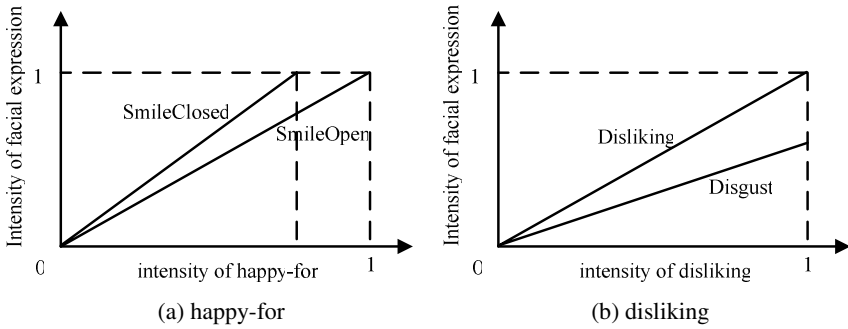 Intensity of facial expression
1
SmileClosed
SmileOpen
0
intensity of happy-for
1
(a) happy-for
Intensity of facial expression
1
Disliking
Disgust
0
intensity of disliking
1
(b) disliking